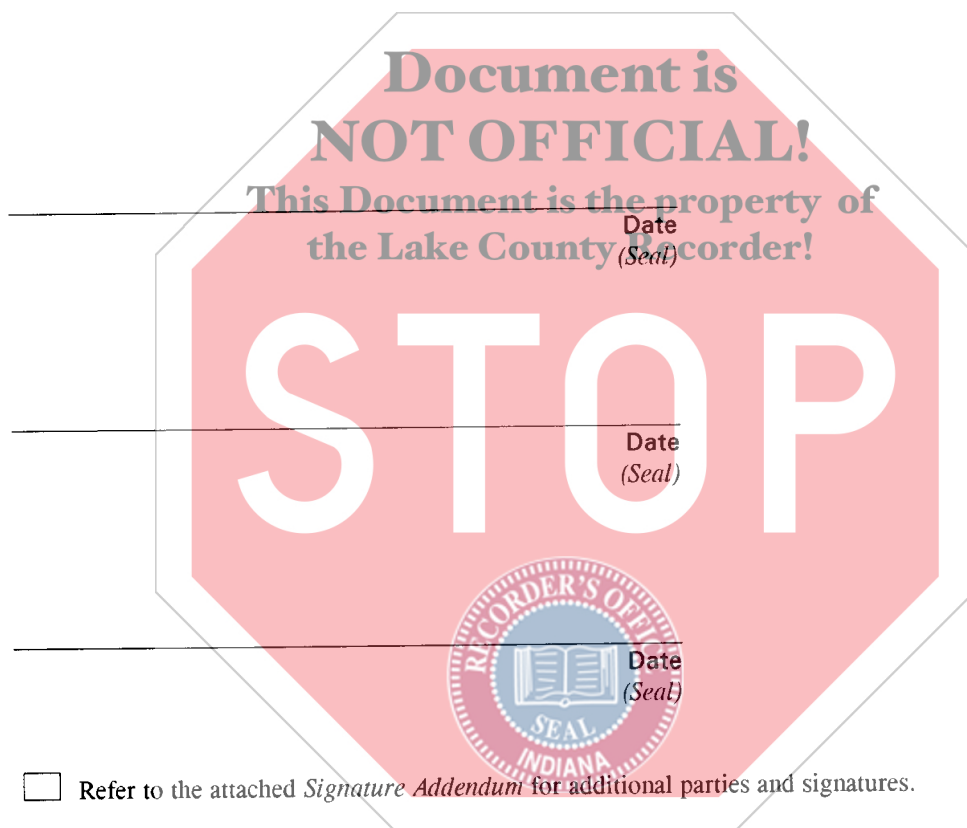 Document is
NOT OFFICIAL!
This Document is the property of
the Lake County Recorder!
Date
(Seal)
STOP
Date
(Seal)
RECORDER'S OFFICE
Date
(Seal)
SEAL
INDIANA
Refer to the attached Signature Addendum for additional parties and signatures.